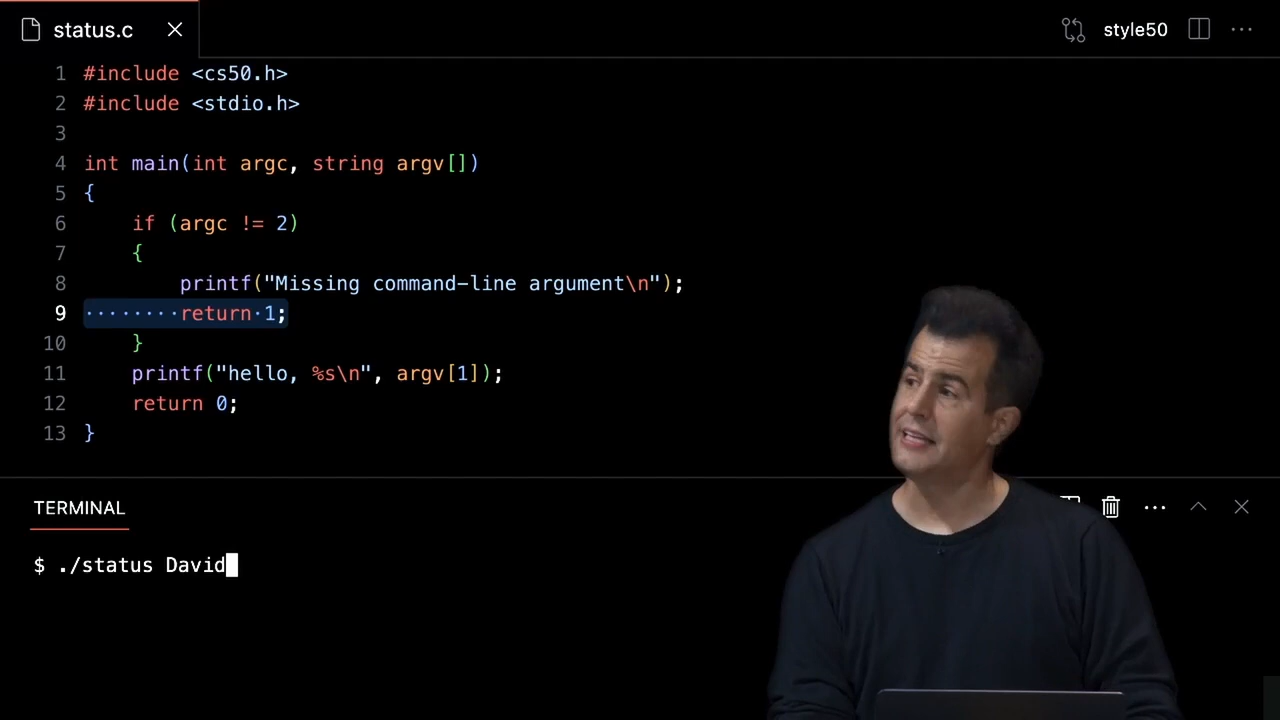 status.c
style50
1 #include <cs50.h>
2 #include <stdio.h>
3
4 int main(int argc, string argv[])
5 {
6     if (argc != 2)
7     {
8         printf("Missing command-line argument\n");
9 ········return·1;
10     }
11     printf("hello, %s\n", argv[1]);
12     return 0;
13 }
TERMINAL
$ ./status David